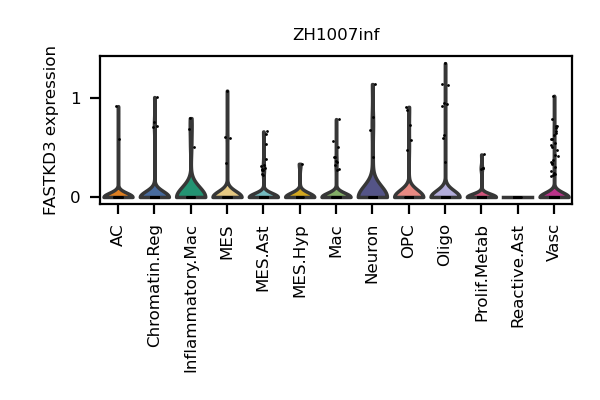 ZH1007inf
FASTKD3 expression
1
0
AC
Chromatin.Reg
Inflammatory.Mac
MES
MES.Ast
MES.Hyp
Mac
Neuron
OPC
Oligo
Prolif.Metab
Reactive.Ast
Vasc